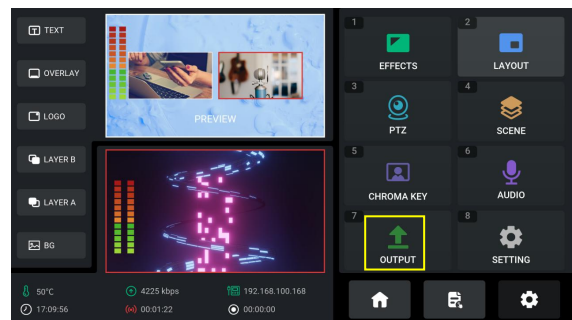 TEXT
OVERLAY
LOGO
LAYER B
LAYER A
BG
PREVIEW
50°C
4225 kbps
192.168.100.168
17:09:56
00:01:22
00:00:00
1
EFFECTS
2
LAYOUT
3
PTZ
4
SCENE
5
CHROMA KEY
6
AUDIO
7
OUTPUT
8
SETTING